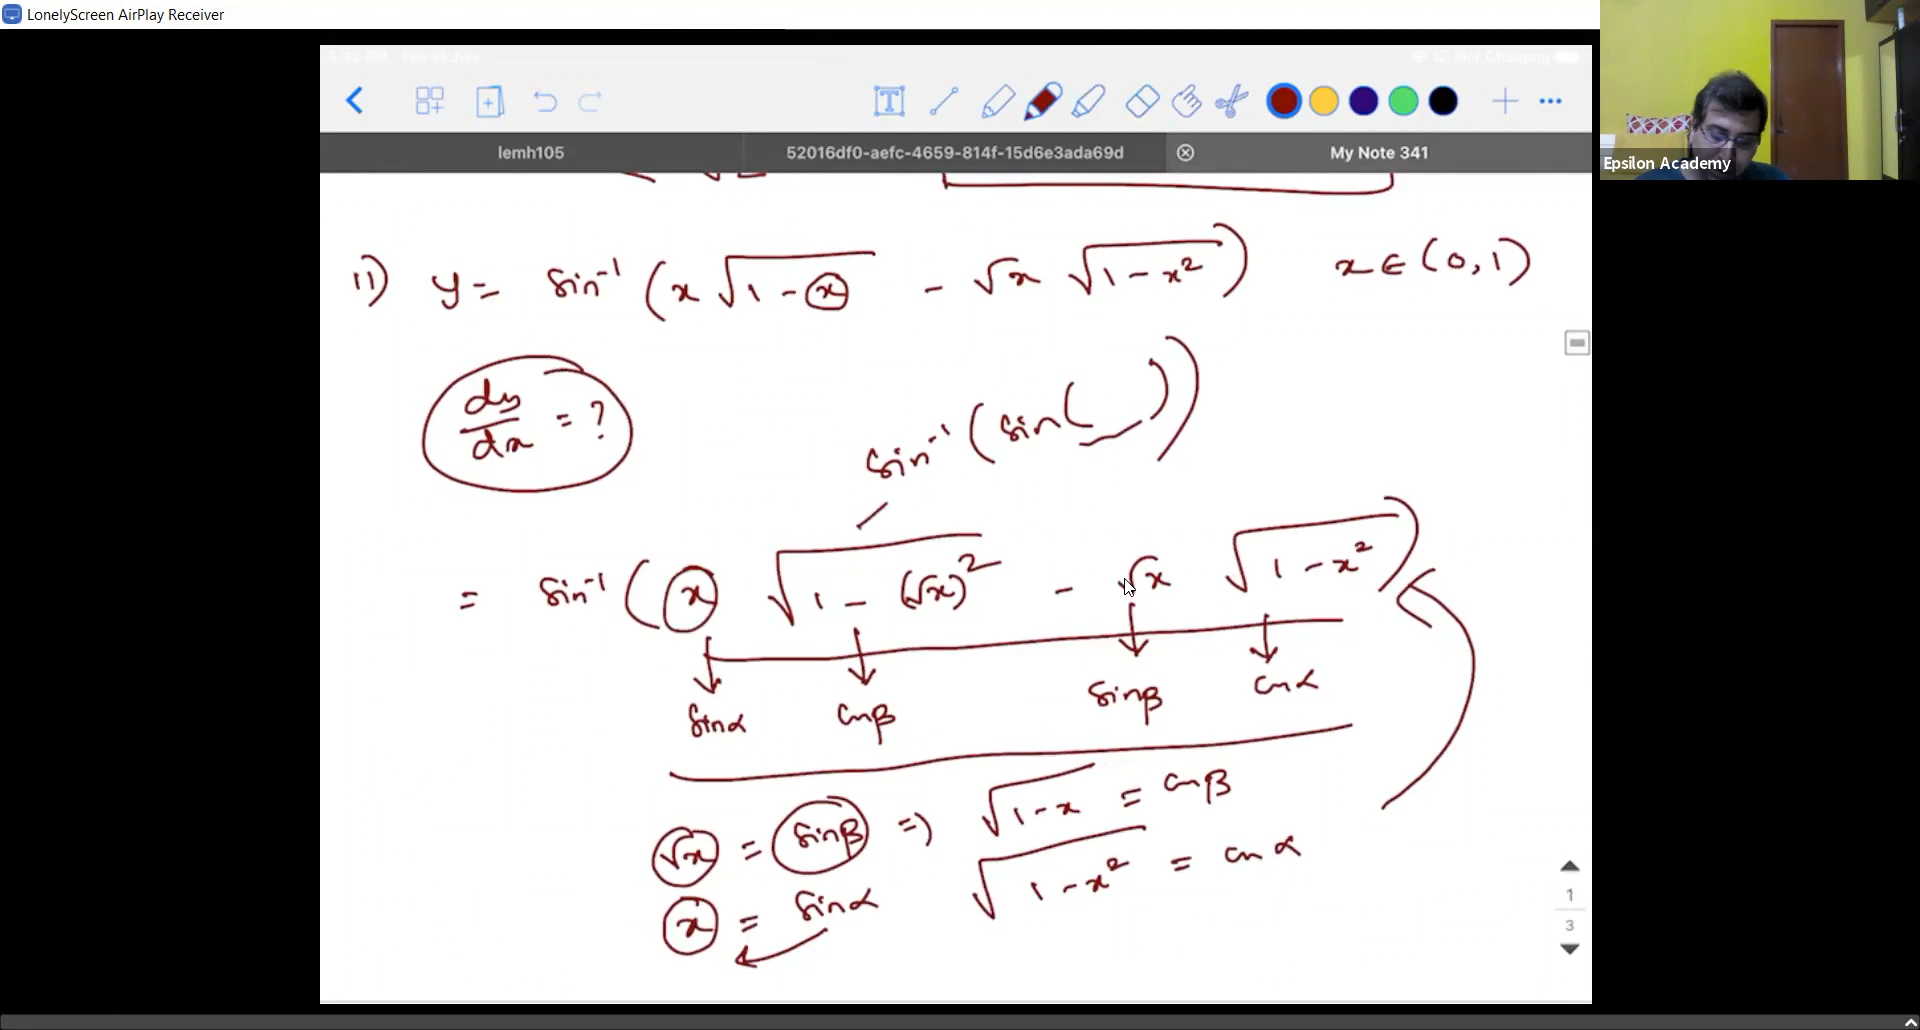 LonelyScreen AirPlay Receiver
Epsilon Academy
lemh105
52016df0-aefc-4659-814f-15d6e3ada69d
My Note 341
11) y = sin⁻¹ (x √(1 - x) - √x √(1 - x²)) x ∈ (0, 1)
dy/dx = ?
sin⁻¹ (sin( ))
= sin⁻¹ (x √(1 - (√x)²) - √x √(1 - x²))
sinα cosβ sinβ cosα
√x = sinβ => √(1 - x) = cosβ
x = sinα √(1 - x²) = cosα
1
3